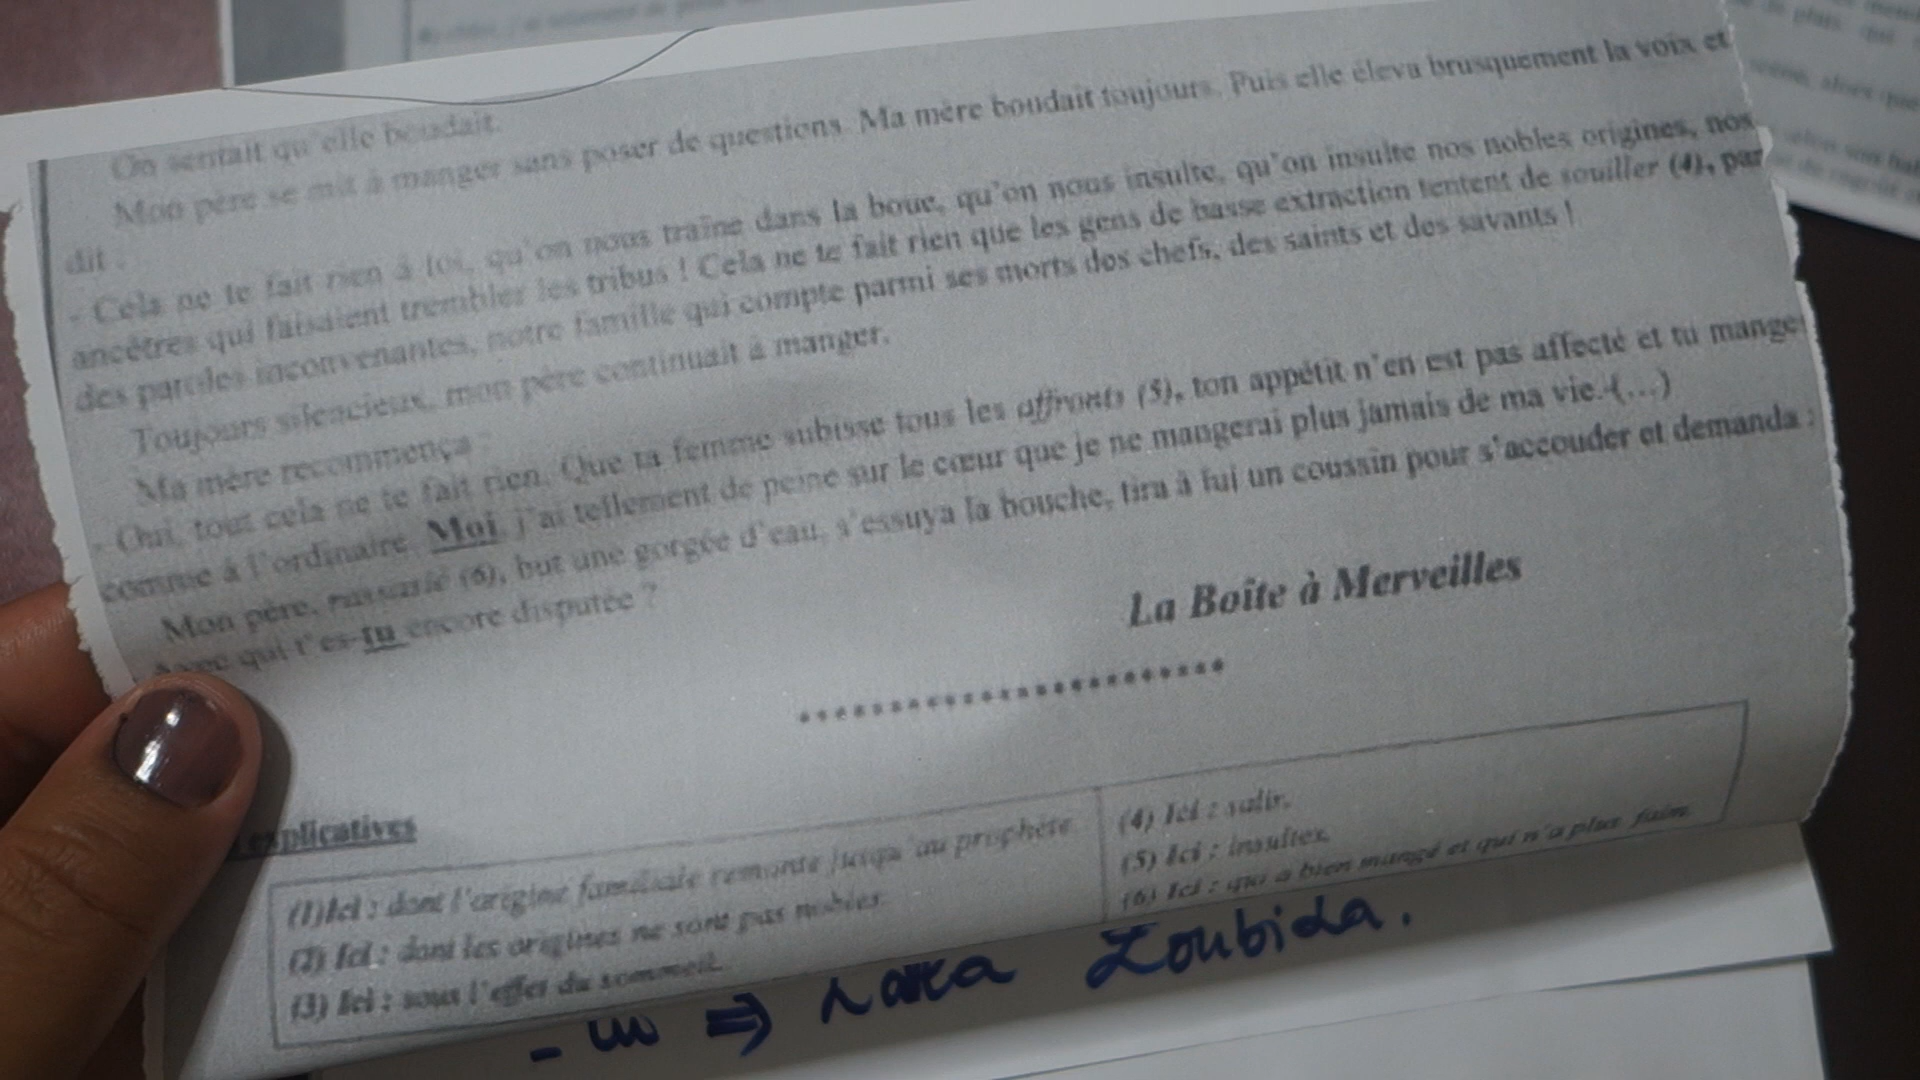 On sentait qu'elle boudait.
Mon père se mit à manger sans poser de questions. Ma mère boudait toujours. Puis elle éleva brusquement la voix et
dit :
- Cela ne te fait rien à toi, qu'on nous traîne dans la boue, qu'on nous insulte, qu'on insulte nos nobles origines, nos
ancêtres qui faisaient trembler les tribus ! Cela ne te fait rien que les gens de basse extraction tentent de souiller (4), par
des paroles inconvenantes, notre famille qui compte parmi ses morts des chefs, des saints et des savants !
Toujours silencieux, mon père continuait à manger.
Ma mère recommença :
- Oui, tout cela ne te fait rien. Que ta femme subisse tous les affronts (5), ton appétit n'en est pas affecté et tu manges
comme à l'ordinaire. Moi, j'ai tellement de peine sur le cœur que je ne mangerai plus jamais de ma vie.-(...)
Mon père, rassasié (6), but une gorgée d'eau, s'essuya la bouche, tira à lui un coussin pour s'accouder et demanda :
Avec qui t'es-tu encore disputée ?
La Boîte à Merveilles
explicatives
(1) Ici : dont l'origine familiale remonte jusqu'au prophète
(2) Ici : dont les origines ne sont pas nobles
(3) Ici : sous l'effet du sommeil.
(4) Ici : salir.
(5) Ici : insultes.
(6) Ici : qui a bien mangé et qui n'a plus faim
Zoubida.